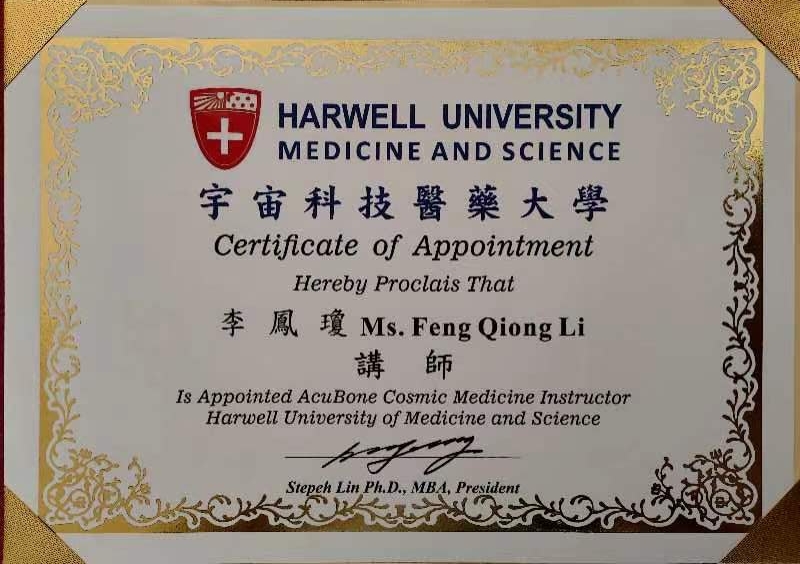 HARWELL UNIVERSITY
MEDICINE AND SCIENCE
宇宙科技醫藥大學
Certificate of Appointment
Hereby Proclais That
李鳳瓊 Ms. Feng Qiong Li
講師
Is Appointed AcuBone Cosmic Medicine Instructor
Harwell University of Medicine and Science
Stepeh Lin Ph.D., MBA, President